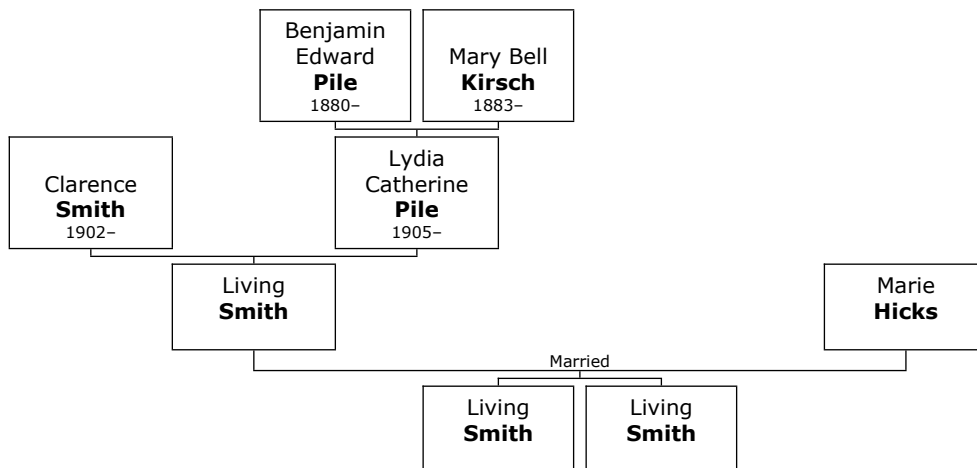 Benjamin
Edward
Pile
1880–
Mary Bell
Kirsch
1883–
Clarence
Smith
1902–
Lydia
Catherine
Pile
1905–
Living
Smith
Marie
Hicks
Married
Living
Smith
Living
Smith